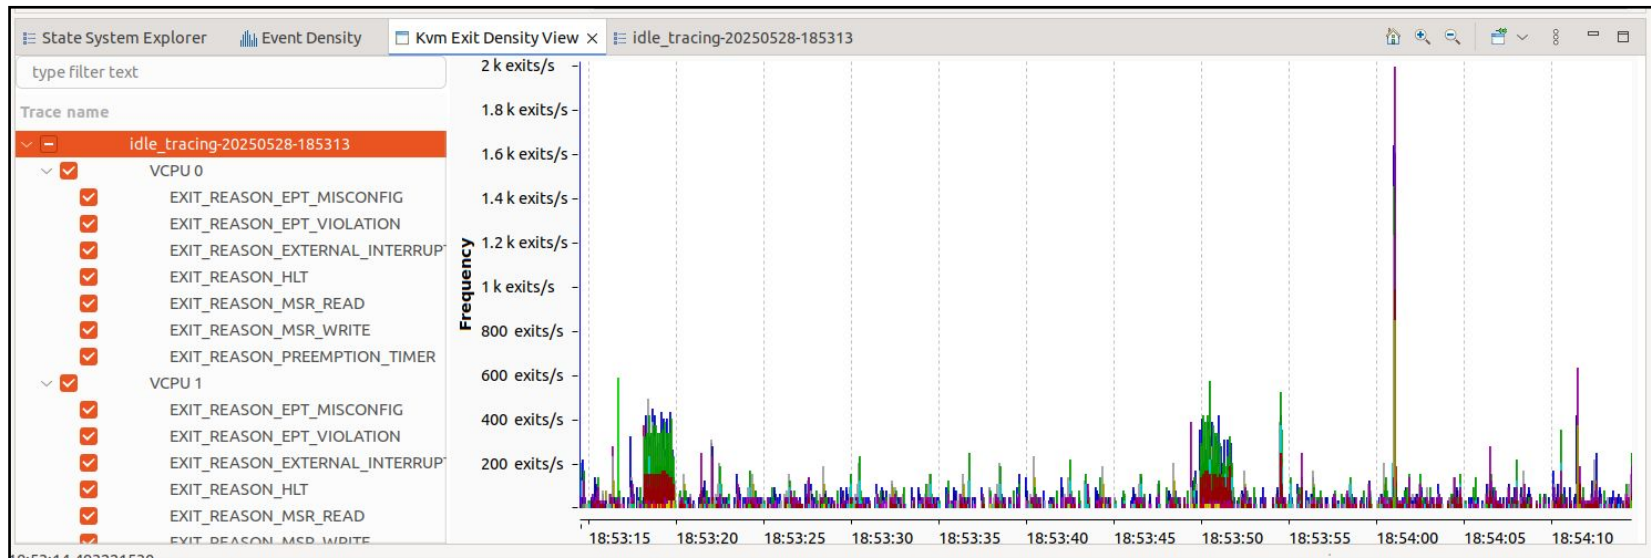 State System Explorer Event Density Kvm Exit Density View × idle_tracing-20250528-185313
type filter text
Trace name
idle_tracing-20250528-185313
VCPU 0
EXIT_REASON_EPT_MISCONFIG
EXIT_REASON_EPT_VIOLATION
EXIT_REASON_EXTERNAL_INTERRUPT
EXIT_REASON_HLT
EXIT_REASON_MSR_READ
EXIT_REASON_MSR_WRITE
EXIT_REASON_PREEMPTION_TIMER
VCPU 1
EXIT_REASON_EPT_MISCONFIG
EXIT_REASON_EPT_VIOLATION
EXIT_REASON_EXTERNAL_INTERRUPT
EXIT_REASON_HLT
EXIT_REASON_MSR_READ
EXIT_REASON_MSR_WRITE
Frequency
2 k exits/s
1.8 k exits/s
1.6 k exits/s
1.4 k exits/s
1.2 k exits/s
1 k exits/s
800 exits/s
600 exits/s
400 exits/s
200 exits/s
18:53:15 18:53:20 18:53:25 18:53:30 18:53:35 18:53:40 18:53:45 18:53:50 18:53:55 18:54:00 18:54:05 18:54:10